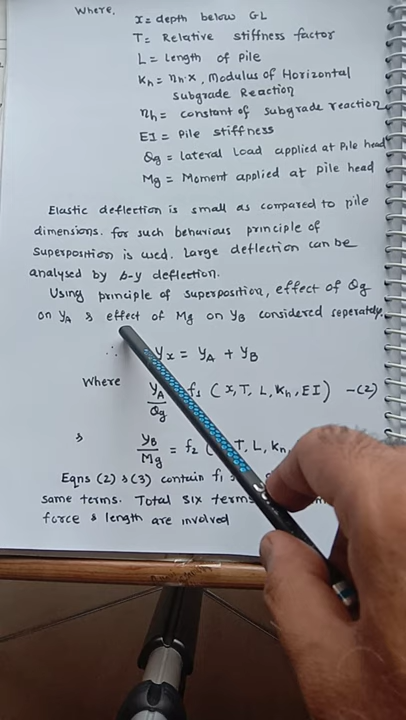 Where,
x = depth below GL
T = Relative stiffness factor
L = Length of Pile
Kh = ηh·x, Modulus of Horizontal
Subgrade Reaction
ηh = constant of subgrade reaction
EI = Pile stiffness
Qg = lateral Load applied at Pile head
Mg = Moment applied at pile head
Elastic deflection is small as compared to pile
dimensions. for such behavious principle of
superposition is used. Large deflection can be
analysed by p-y deflection.
Using principle of superposition, effect of Qg
on yA & effect of Mg on yB considered seperately.
∴ yx = yA + yB
Where yA/Qg = f1 (x, T, L, Kh, EI) -(2)
& yB/Mg = f2 ( T, L, Kh,
Eqns (2) & (3) contain f1
same terms. Total six terms
force & length are involved